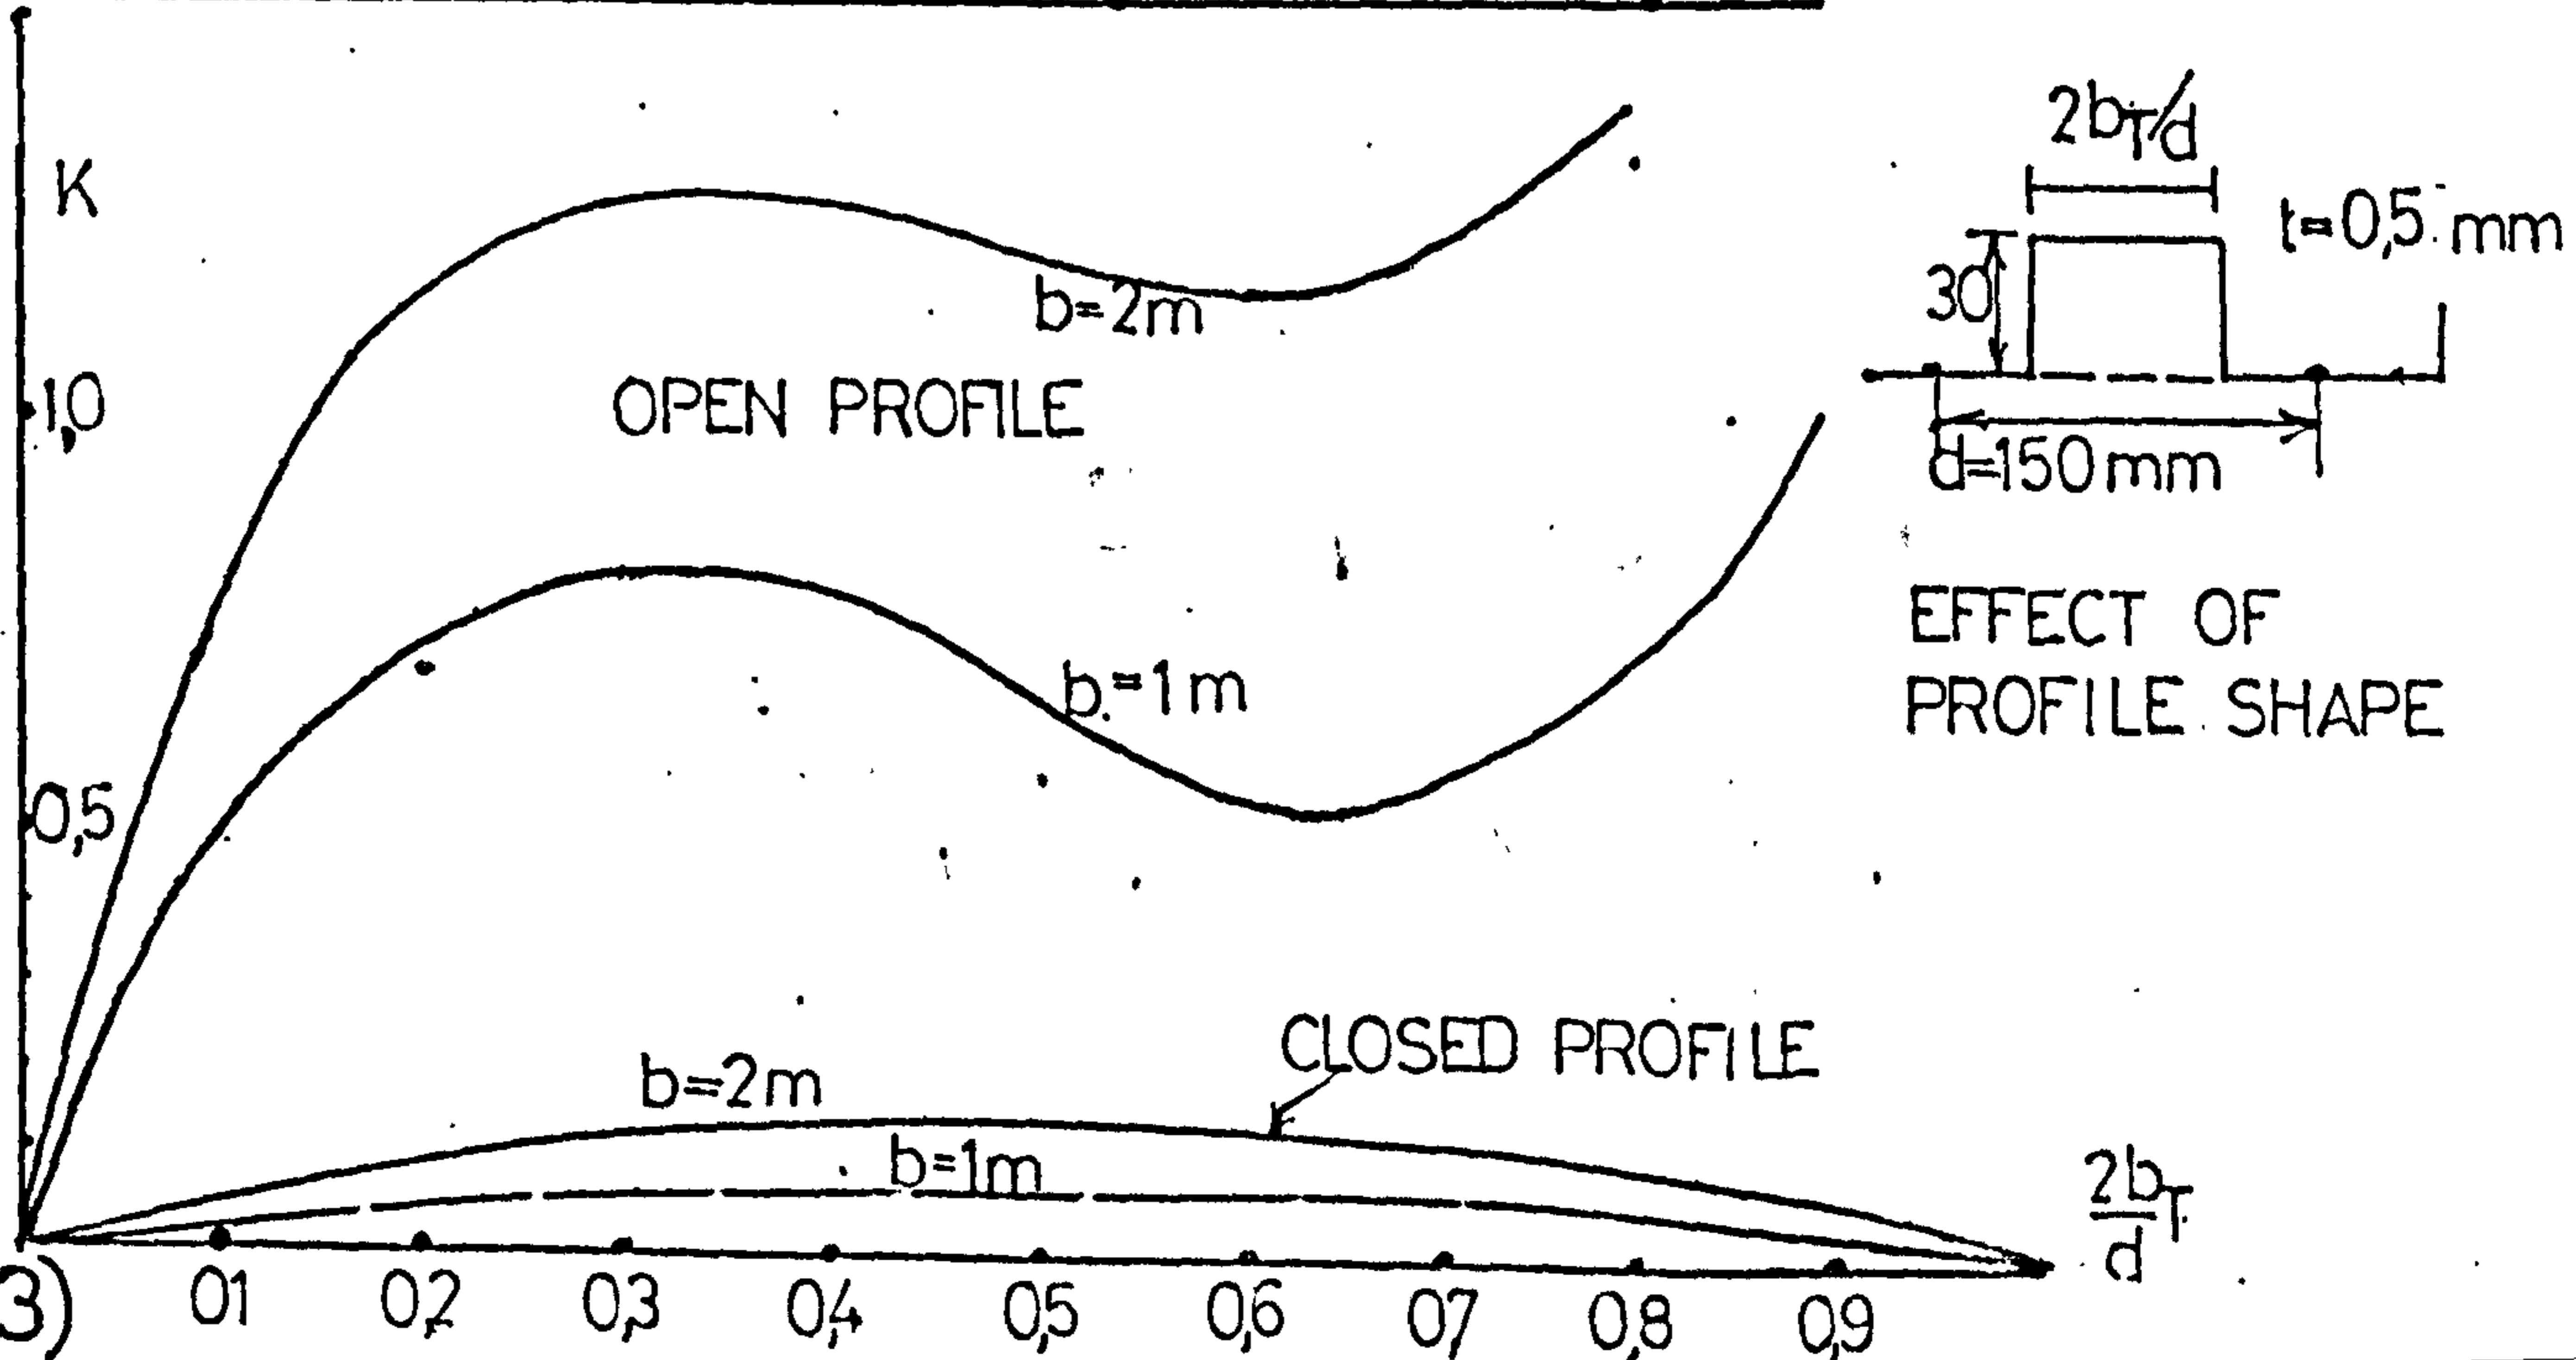 K
1,0
0,5
OPEN PROFILE
b=2m
b=1m
b=2m
b=1m
CLOSED PROFILE
2bT/d
t=0,5 mm
30
d=150mm
EFFECT OF
PROFILE SHAPE
2bT
d
3)
01
0,2
0,3
0,4
0,5
0,6
0,7
0,8
0,9